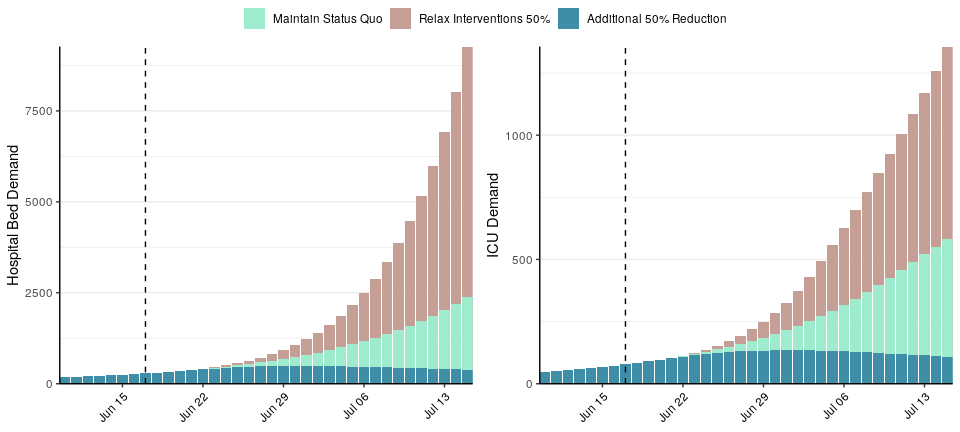 Maintain Status Quo Relax Interventions 50% Additional 50% Reduction
Hospital Bed Demand
7500
5000
2500
0
Jun 15 Jun 22 Jun 29 Jul 06 Jul 13
ICU Demand
1000
500
0
Jun 15 Jun 22 Jun 29 Jul 06 Jul 13